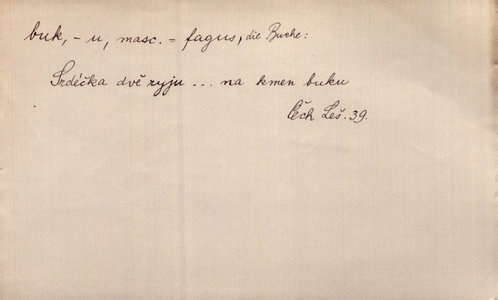 buk, -u, masc. = fagus, die Buche:
Srdéčka dvě ryju ... na kmen buku
Čch Leš. 39.